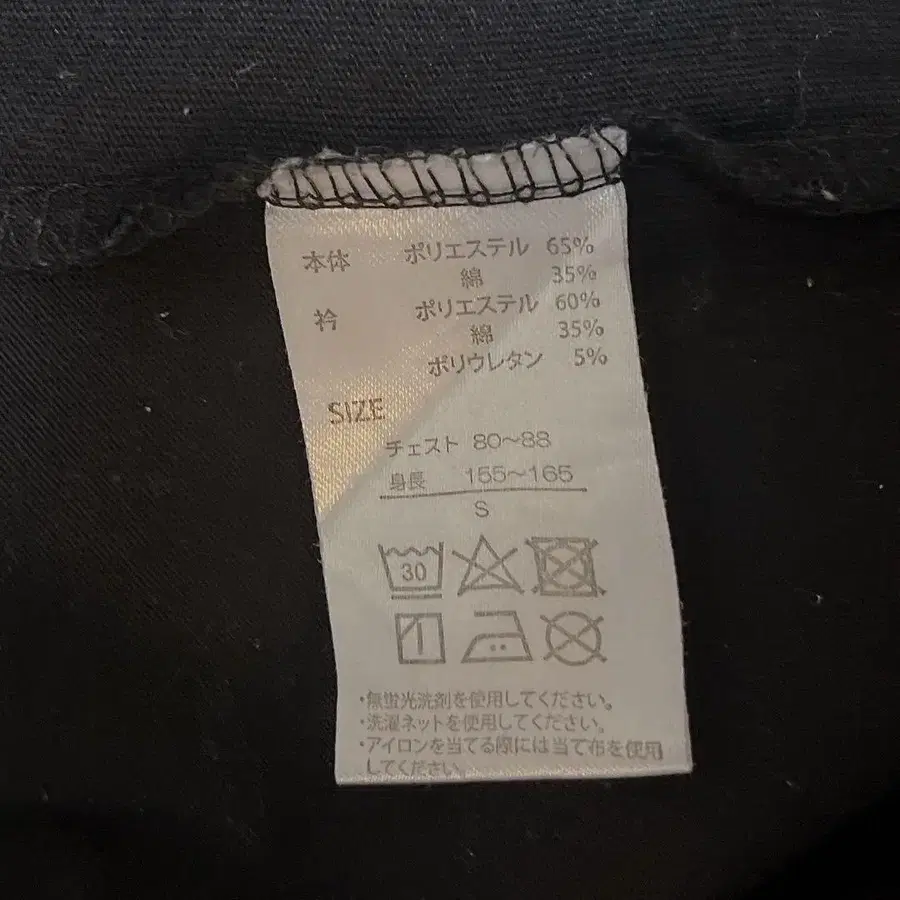 本体 ポリエステル 65%
綿 35%
衿 ポリエステル 60%
綿 35%
ポリウレタン 5%
SIZE
チェスト 80~88
身長 155~165
S
30
・無蛍光洗剤を使用してください。
・洗濯ネットを使用してください。
・アイロンを当てる際には当て布を使用
してください。